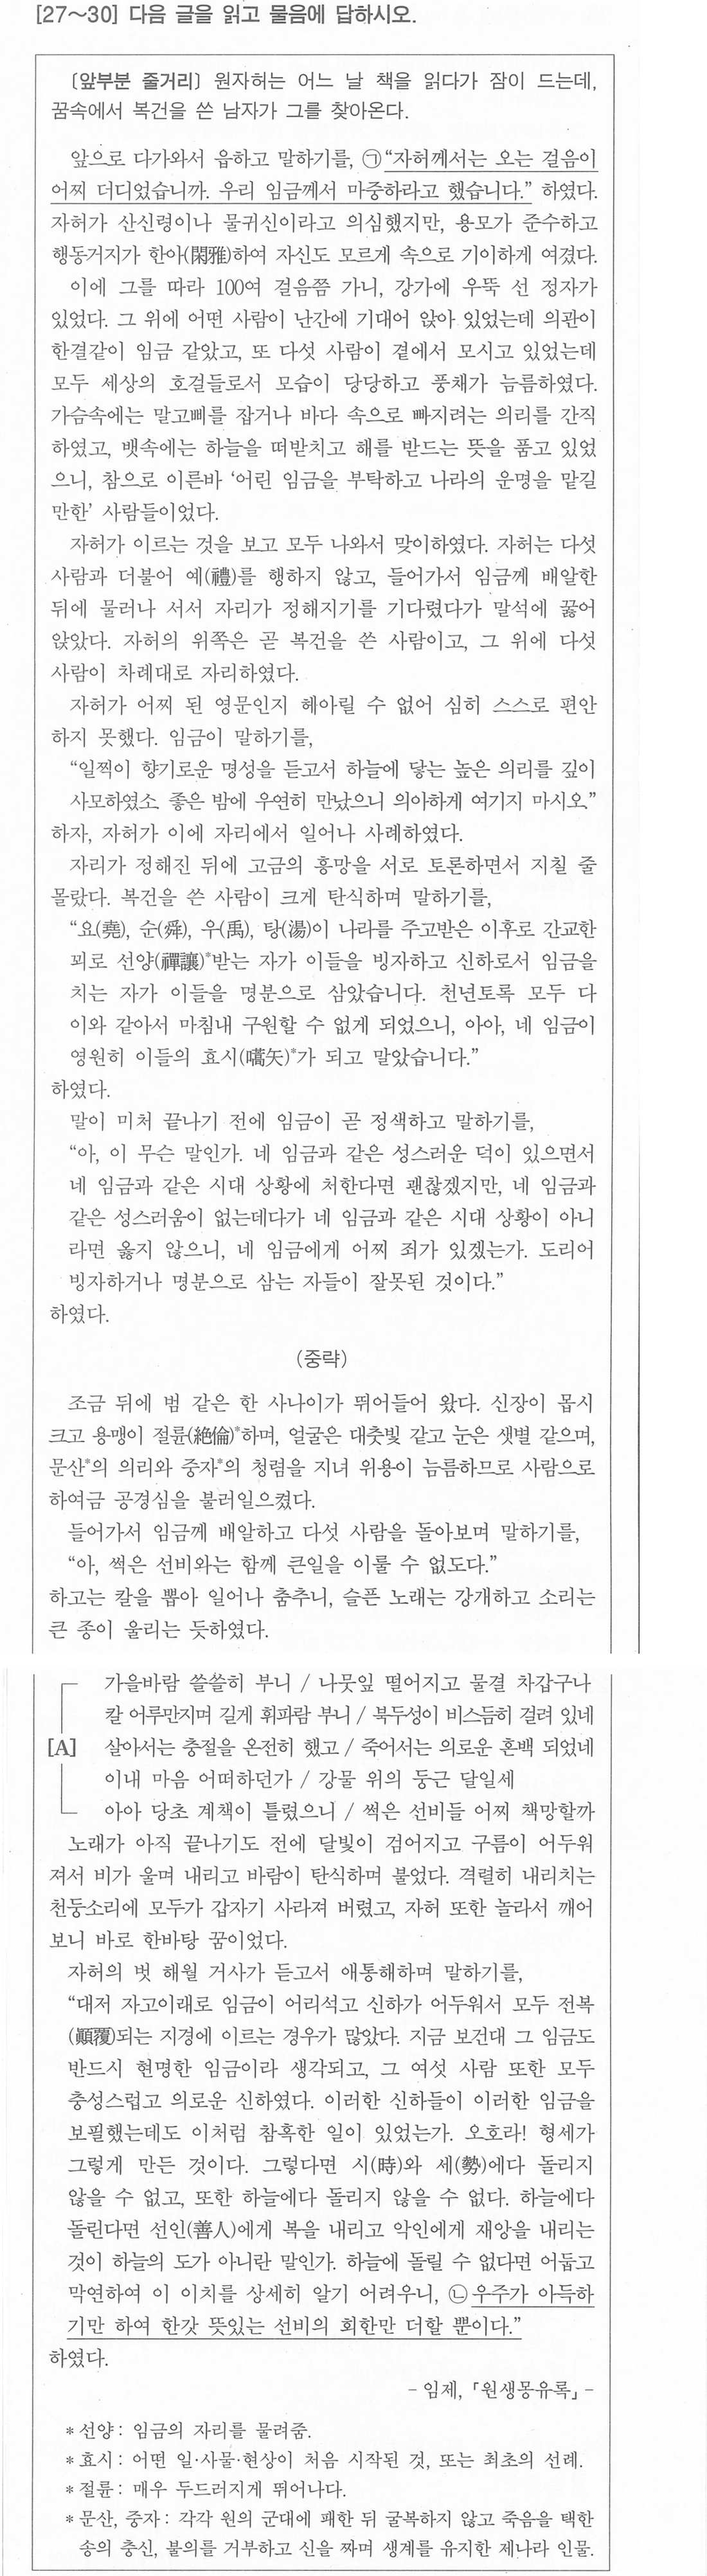 [27～30] 다음 글을 읽고 물음에 답하시오.
〔앞부분 줄거리〕 원자허는 어느 날 책을 읽다가 잠이 드는데,
꿈속에서 복건을 쓴 남자가 그를 찾아온다.
앞으로 다가와서 읍하고 말하기를, ㉠“자허께서는 오는 걸음이
어찌 더디었습니까. 우리 임금께서 마중하라고 했습니다.” 하였다.
자허가 산신령이나 물귀신이라고 의심했지만, 용모가 준수하고
행동거지가 한아(閑雅)하여 자신도 모르게 속으로 기이하게 여겼다.
이에 그를 따라 100여 걸음쯤 가니, 강가에 우뚝 선 정자가
있었다. 그 위에 어떤 사람이 난간에 기대어 앉아 있었는데 의관이
한결같이 임금 같았고, 또 다섯 사람이 곁에서 모시고 있었는데
모두 세상의 호걸들로서 모습이 당당하고 풍채가 늠름하였다.
가슴속에는 말고삐를 잡거나 바다 속으로 빠지려는 의리를 간직
하였고, 뱃속에는 하늘을 떠받치고 해를 받드는 뜻을 품고 있었
으니, 참으로 이른바 ‘어린 임금을 부탁하고 나라의 운명을 맡길
만한’ 사람들이었다.
자허가 이르는 것을 보고 모두 나와서 맞이하였다. 자허는 다섯
사람과 더불어 예(禮)를 행하지 않고, 들어가서 임금께 배알한
뒤에 물러나 서서 자리가 정해지기를 기다렸다가 말석에 꿇어
앉았다. 자허의 위쪽은 곧 복건을 쓴 사람이고, 그 위에 다섯
사람이 차례대로 자리하였다.
자허가 어찌 된 영문인지 헤아릴 수 없어 심히 스스로 편안
하지 못했다. 임금이 말하기를,
“일찍이 향기로운 명성을 듣고서 하늘에 닿는 높은 의리를 깊이
사모하였소. 좋은 밤에 우연히 만났으니 의아하게 여기지 마시오.”
하자, 자허가 이에 자리에서 일어나 사례하였다.
자리가 정해진 뒤에 고금의 흥망을 서로 토론하면서 지칠 줄
몰랐다. 복건을 쓴 사람이 크게 탄식하며 말하기를,
“요(堯), 순(舜), 우(禹), 탕(湯)이 나라를 주고받은 이후로 간교한
꾀로 선양(禪讓)*받는 자가 이들을 빙자하고 신하로서 임금을
치는 자가 이들을 명분으로 삼았습니다. 천년토록 모두 다
이와 같아서 마침내 구원할 수 없게 되었으니, 아아, 네 임금이
영원히 이들의 효시(嚆矢)*가 되고 말았습니다.”
하였다.
말이 미처 끝나기 전에 임금이 곧 정색하고 말하기를,
“아, 이 무슨 말인가. 네 임금과 같은 성스러운 덕이 있으면서
네 임금과 같은 시대 상황에 처한다면 괜찮겠지만, 네 임금과
같은 성스러움이 없는데다가 네 임금과 같은 시대 상황이 아니
라면 옳지 않으니, 네 임금에게 어찌 죄가 있겠는가. 도리어
빙자하거나 명분으로 삼는 자들이 잘못된 것이다.”
하였다.
(중략)
조금 뒤에 범 같은 한 사나이가 뛰어들어 왔다. 신장이 몹시
크고 용맹이 절륜(絶倫)*하며, 얼굴은 대춧빛 같고 눈은 샛별 같으며,
문산*의 의리와 중자*의 청렴을 지녀 위용이 늠름하므로 사람으로
하여금 공경심을 불러일으켰다.
들어가서 임금께 배알하고 다섯 사람을 돌아보며 말하기를,
“아, 썩은 선비와는 함께 큰일을 이룰 수 없도다.”
하고는 칼을 뽑아 일어나 춤추니, 슬픈 노래는 강개하고 소리는
큰 종이 울리는 듯하였다.
가을바람 쓸쓸히 부니 / 나뭇잎 떨어지고 물결 차갑구나
칼 어루만지며 길게 휘파람 부니 / 북두성이 비스듬히 걸려 있네
[A] 살아서는 충절을 온전히 했고 / 죽어서는 의로운 혼백 되었네
이내 마음 어떠하던가 / 강물 위의 둥근 달일세
아아 당초 계책이 틀렸으니 / 썩은 선비들 어찌 책망할까
노래가 아직 끝나기도 전에 달빛이 검어지고 구름이 어두워
져서 비가 울며 내리고 바람이 탄식하며 불었다. 격렬히 내리치는
천둥소리에 모두가 갑자기 사라져 버렸고, 자허 또한 놀라서 깨어
보니 바로 한바탕 꿈이었다.
자허의 벗 해월 거사가 듣고서 애통해하며 말하기를,
“대저 자고이래로 임금이 어리석고 신하가 어두워서 모두 전복
(顚覆)되는 지경에 이르는 경우가 많았다. 지금 보건대 그 임금도
반드시 현명한 임금이라 생각되고, 그 여섯 사람 또한 모두
충성스럽고 의로운 신하였다. 이러한 신하들이 이러한 임금을
보필했는데도 이처럼 참혹한 일이 있었는가. 오호라! 형세가
그렇게 만든 것이다. 그렇다면 시(時)와 세(勢)에다 돌리지
않을 수 없고, 또한 하늘에다 돌리지 않을 수 없다. 하늘에다
돌린다면 선인(善人)에게 복을 내리고 악인에게 재앙을 내리는
것이 하늘의 도가 아니란 말인가. 하늘에 돌릴 수 없다면 어둡고
막연하여 이 이치를 상세히 알기 어려우니, ㉡우주가 아득하
기만 하여 한갓 뜻있는 선비의 회한만 더할 뿐이다.”
하였다.
- 임제, 「원생몽유록」 -
* 선양 : 임금의 자리를 물려줌.
* 효시 : 어떤 일·사물·현상이 처음 시작된 것, 또는 최초의 선례.
* 절륜 : 매우 두드러지게 뛰어나다.
* 문산, 중자 : 각각 원의 군대에 패한 뒤 굴복하지 않고 죽음을 택한
송의 충신, 불의를 거부하고 신을 짜며 생계를 유지한 제나라 인물.